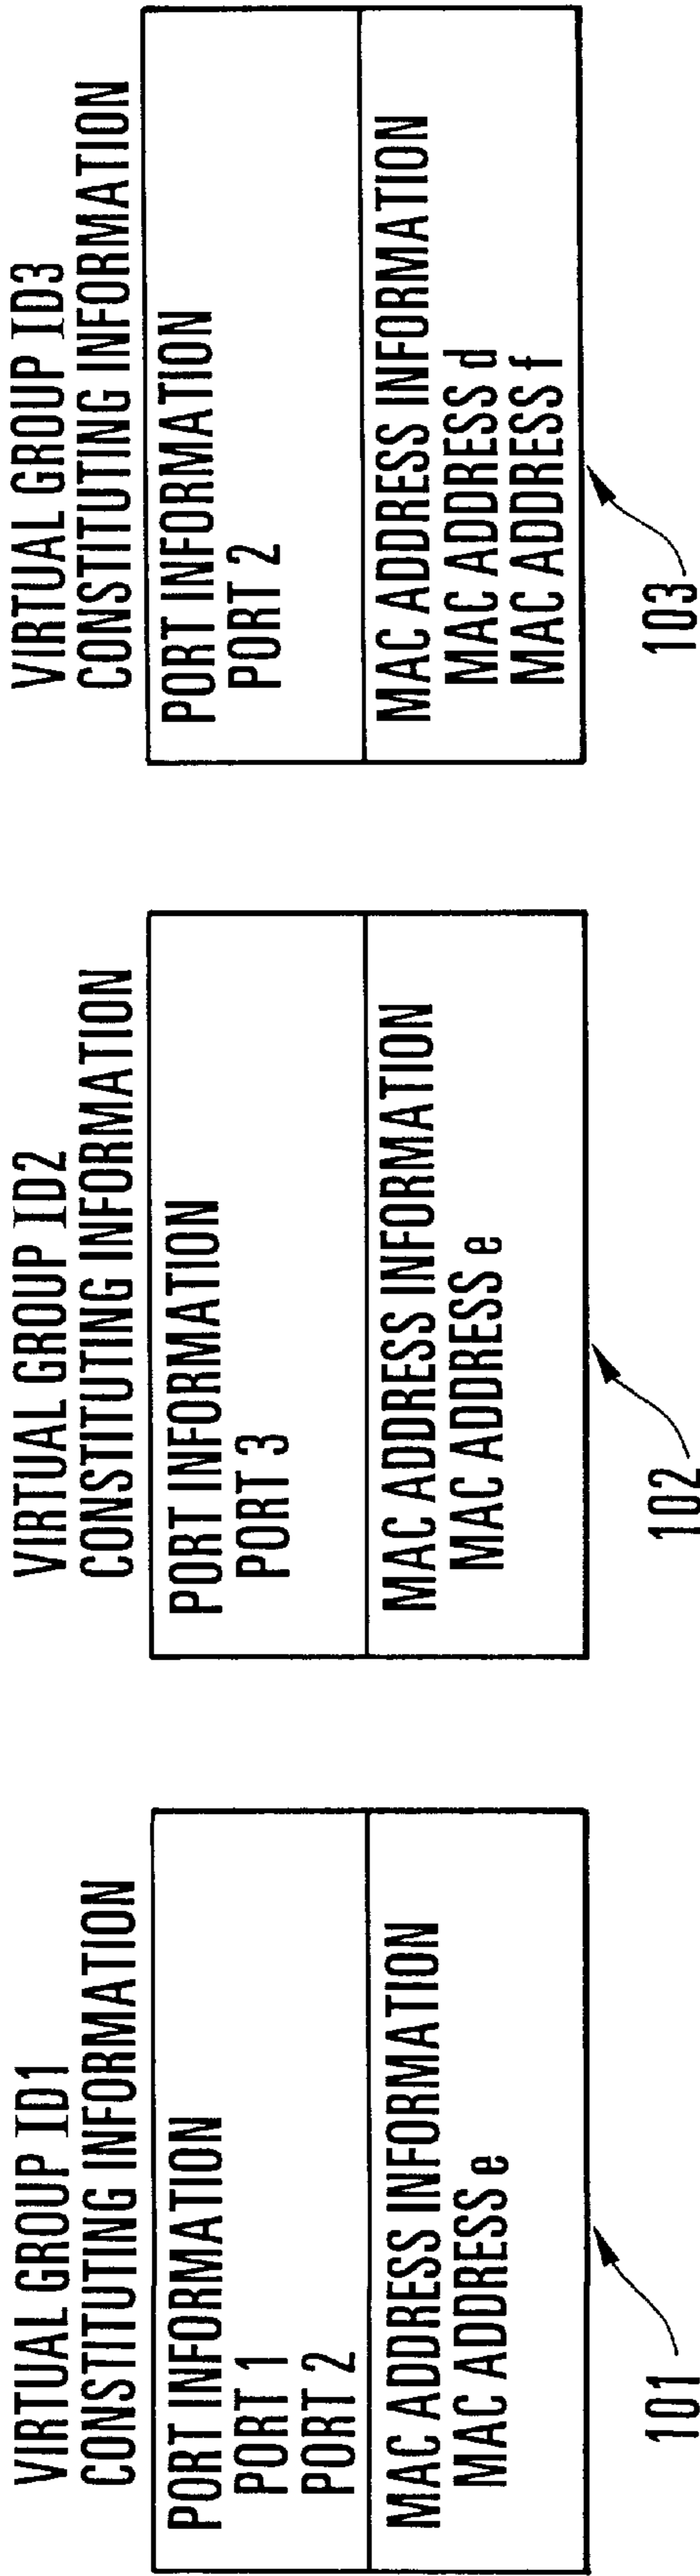 VIRTUAL GROUP ID1
CONSTITUTING INFORMATION
PORT INFORMATION
PORT 1
PORT 2
MAC ADDRESS INFORMATION
MAC ADDRESS e
101
VIRTUAL GROUP ID2
CONSTITUTING INFORMATION
PORT INFORMATION
PORT 3
MAC ADDRESS INFORMATION
MAC ADDRESS e
102
VIRTUAL GROUP ID3
CONSTITUTING INFORMATION
PORT INFORMATION
PORT 2
MAC ADDRESS INFORMATION
MAC ADDRESS d
MAC ADDRESS f
103